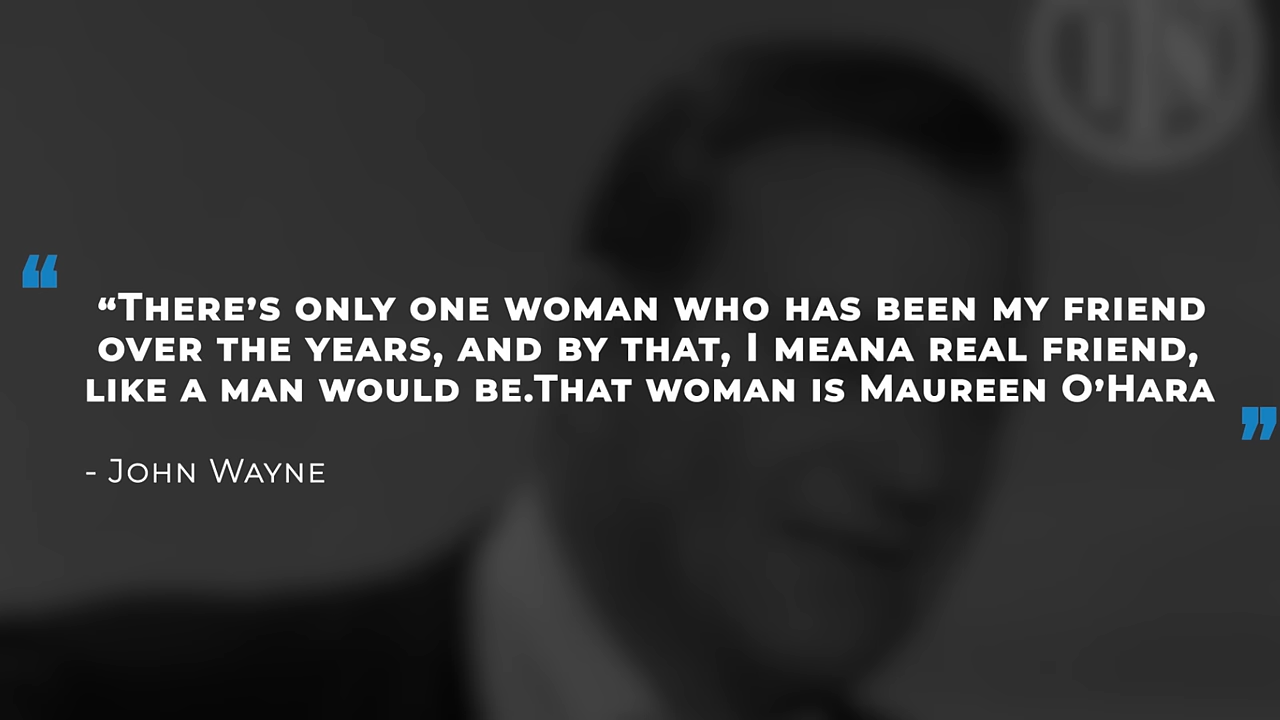 “
“There’s only one woman who has been my friend
over the years, and by that, I meana real friend,
like a man would be.That woman is Maureen O’Hara
”
- John Wayne